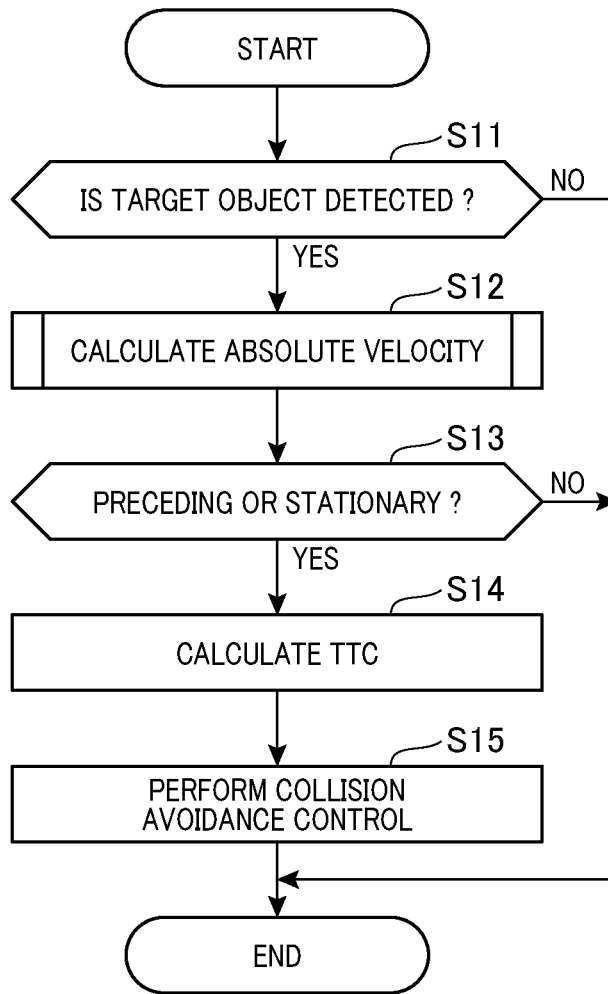 START
S11
IS TARGET OBJECT DETECTED ?
NO
YES
S12
CALCULATE ABSOLUTE VELOCITY
S13
PRECEDING OR STATIONARY ?
NO
YES
S14
CALCULATE TTC
S15
PERFORM COLLISION
AVOIDANCE CONTROL
END